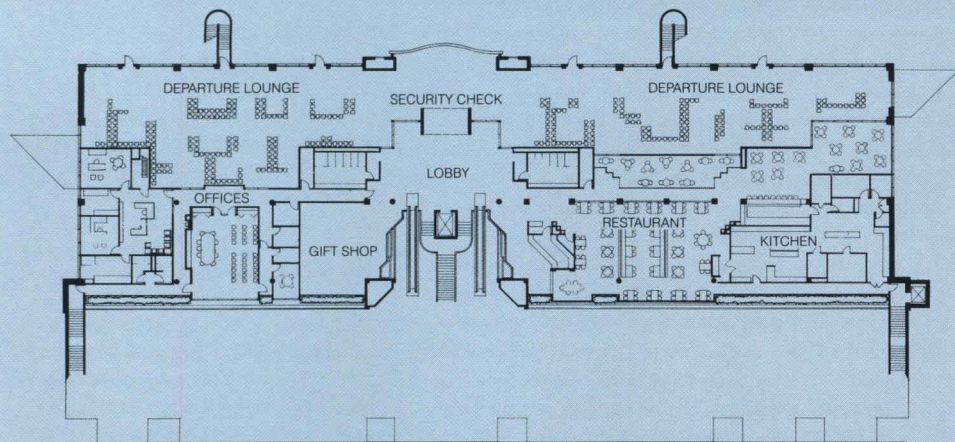 DEPARTURE LOUNGE
DEPARTURE LOUNGE
SECURITY CHECK
LOBBY
OFFICES
RESTAURANT
GIFT SHOP
KITCHEN